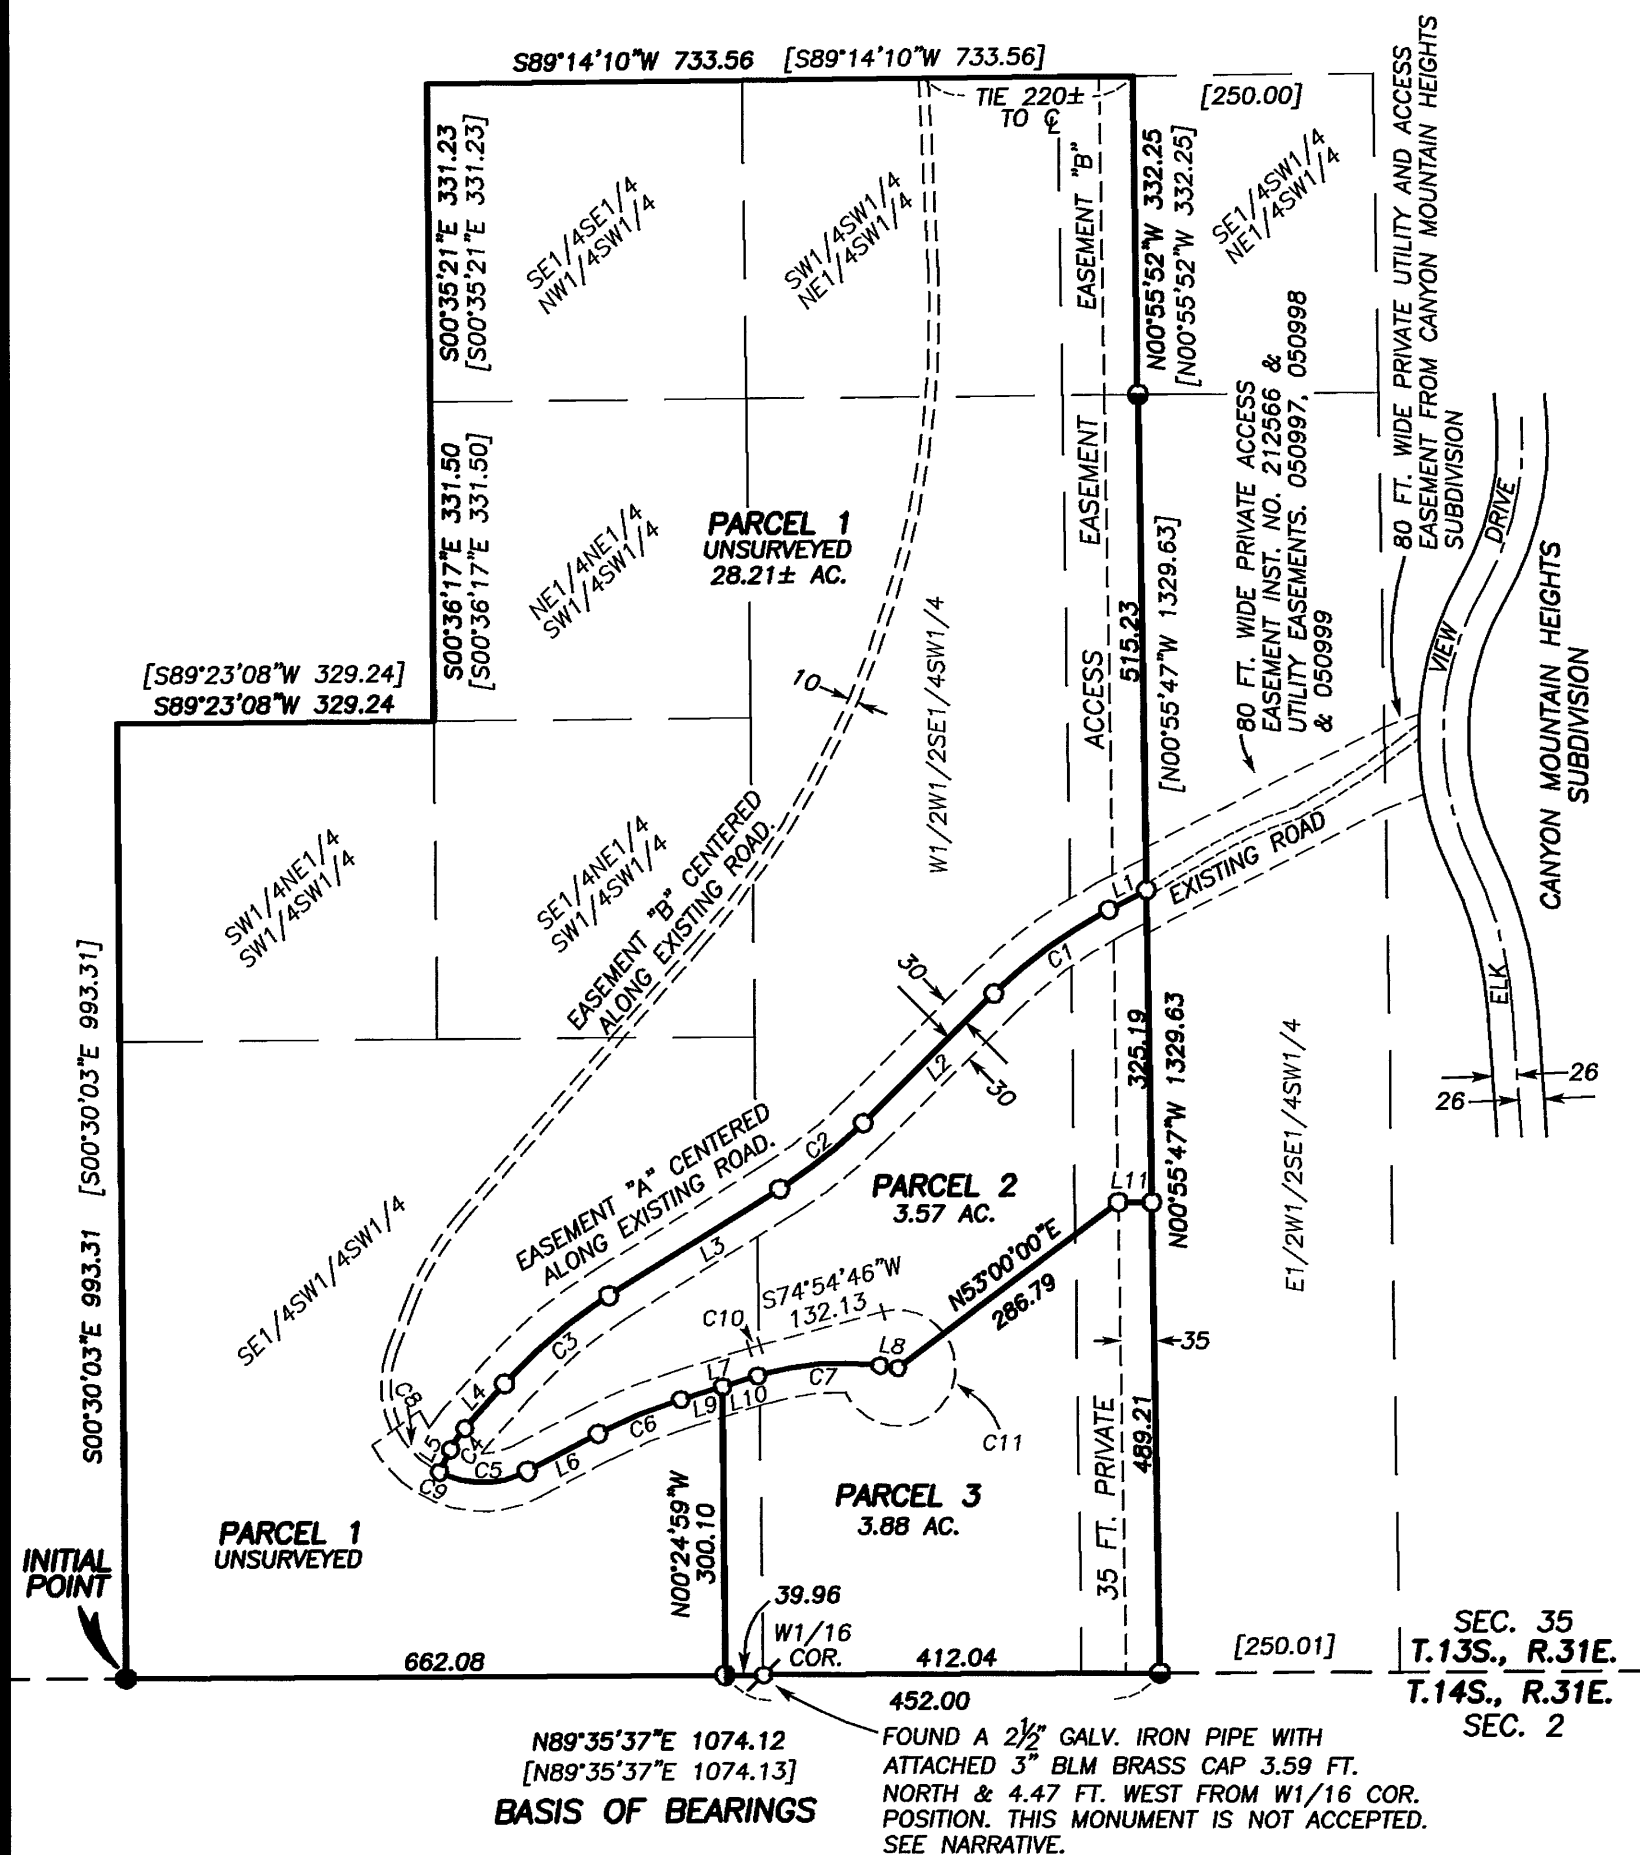 S89°14'10"W 733.56 [S89°14'10"W 733.56]
TIE 220±
TO ℄
[250.00]
S00°35'21"E 331.23
[S00°35'21"E 331.23]
SE1/4SE1/4
NW1/4SW1/4
SW1/4SW1/4
NE1/4SW1/4
EASEMENT "B"
N00°55'52"W 332.25
[N00°55'52"W 332.25]
SE1/4SW1/4
NE1/4SW1/4
80 FT. WIDE PRIVATE UTILITY AND ACCESS
EASEMENT FROM CANYON MOUNTAIN HEIGHTS
SUBDIVISION
S00°36'17"E 331.50
[S00°36'17"E 331.50]
NE1/4NE1/4
SW1/4SW1/4
PARCEL 1
UNSURVEYED
28.21± AC.
W1/2W1/2SE1/4SW1/4
10
35 FT. PRIVATE ACCESS EASEMENT
515.23
[N00°55'47"W 1329.63]
80 FT. WIDE PRIVATE ACCESS
EASEMENT INST. NO. 212566 &
UTILITY EASEMENTS. 050997, 050998
& 050999
ELK VIEW DRIVE
CANYON MOUNTAIN HEIGHTS
SUBDIVISION
[S89°23'08"W 329.24]
S89°23'08"W 329.24
SW1/4NE1/4
SW1/4SW1/4
SE1/4NE1/4
SW1/4SW1/4
EASEMENT "B" CENTERED
ALONG EXISTING ROAD.
L1
EXISTING ROAD
C1
30
L2
30
325.19
N00°55'47"W 1329.63
E1/2W1/2SE1/4SW1/4
26
26
S00°30'03"E 993.31 [S00°30'03"E 993.31]
SE1/4SW1/4SW1/4
EASEMENT "A" CENTERED
ALONG EXISTING ROAD.
C2
L3
PARCEL 2
3.57 AC.
L11
N53°00'00"E
286.79
S74°54'46"W
132.13
C10
C3
L4
C8
L5
C4
C9
C5
L6
C6
L9
L7
L10
C7
L8
C11
35
489.21
PARCEL 3
3.88 AC.
N00°24'59"W
300.10
PARCEL 1
UNSURVEYED
INITIAL
POINT
39.96
W1/16
COR.
662.08
412.04
[250.01]
452.00
SEC. 35
T.13S., R.31E.
T.14S., R.31E.
SEC. 2
N89°35'37"E 1074.12
[N89°35'37"E 1074.13]
BASIS OF BEARINGS
FOUND A 2½" GALV. IRON PIPE WITH
ATTACHED 3" BLM BRASS CAP 3.59 FT.
NORTH & 4.47 FT. WEST FROM W1/16 COR.
POSITION. THIS MONUMENT IS NOT ACCEPTED.
SEE NARRATIVE.